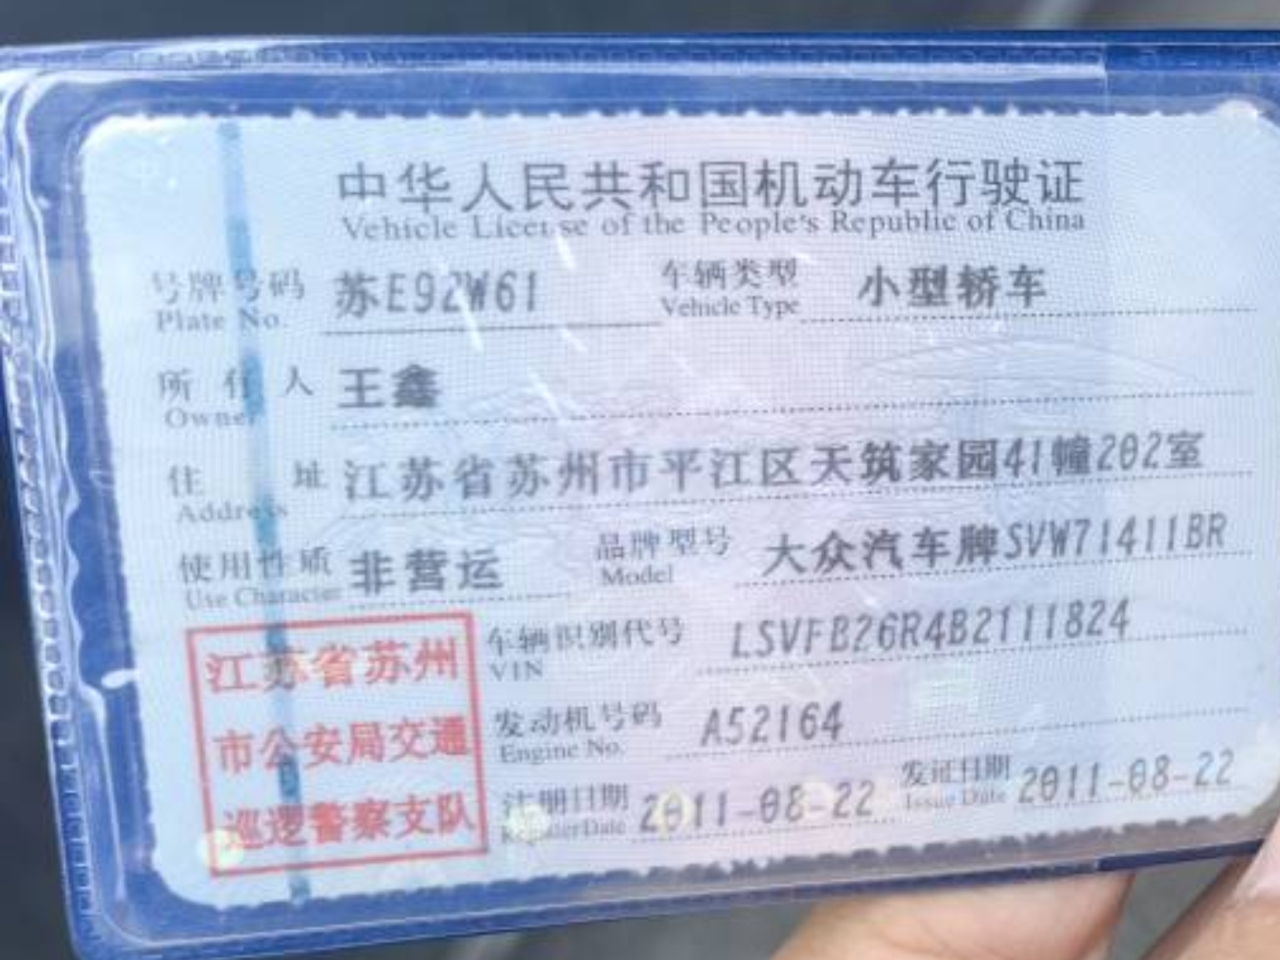 中华人民共和国机动车行驶证
Vehicle License of the People's Republic of China
号牌号码 苏E92W61 车辆类型 小型轿车
Plate No. Vehicle Type
所有人 王鑫
Owner
住址 江苏省苏州市平江区天筑家园41幢202室
Address
使用性质 非营运 品牌型号 大众汽车牌SVW71411BR
Use Character Model
江苏省苏州
市公安局交通
巡逻警察支队
车辆识别代号 LSVFB26R4B2111824
VIN
发动机号码 A52164
Engine No.
注册日期 2011-08-22 发证日期 2011-08-22
Register Date Issue Date